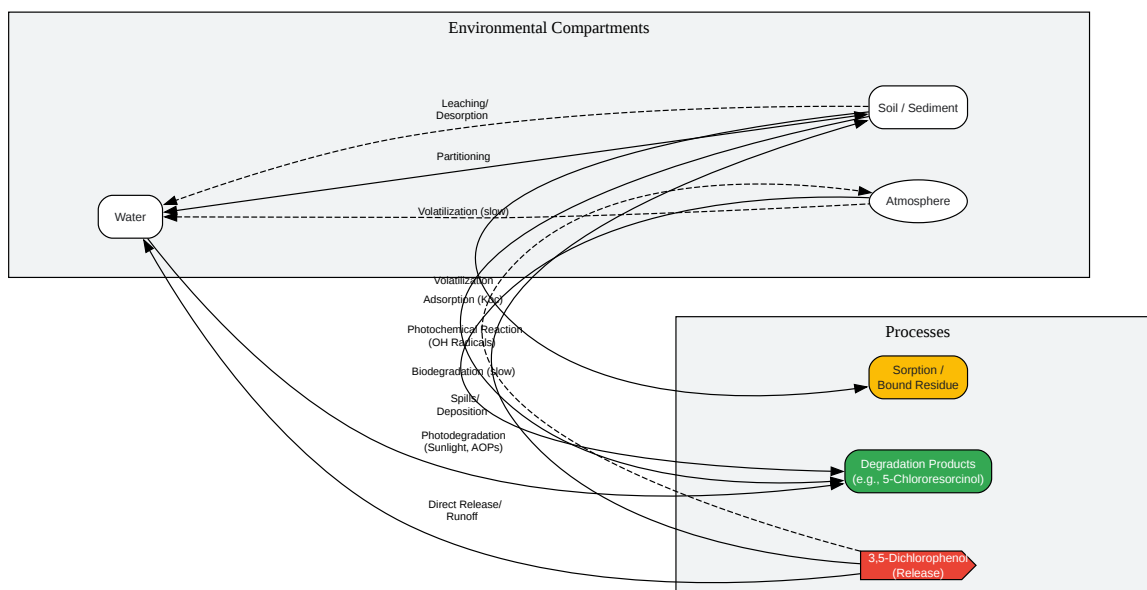 Environmental Compartments
Leaching/
Desorption
Soil / Sediment
Partitioning
Water
Volatilization (slow)
Atmosphere
Volatilization
Adsorption (Koc)
Photochemical Reaction
(OH Radicals)
Biodegradation (slow)
Spills/
Deposition
Photodegradation
(Sunlight, AOPs)
Direct Release/
Runoff
Processes
Sorption /
Bound Residue
Degradation Products
(e.g., 5-Chlororesorcinol)
3,5-Dichlorophenol
(Release)